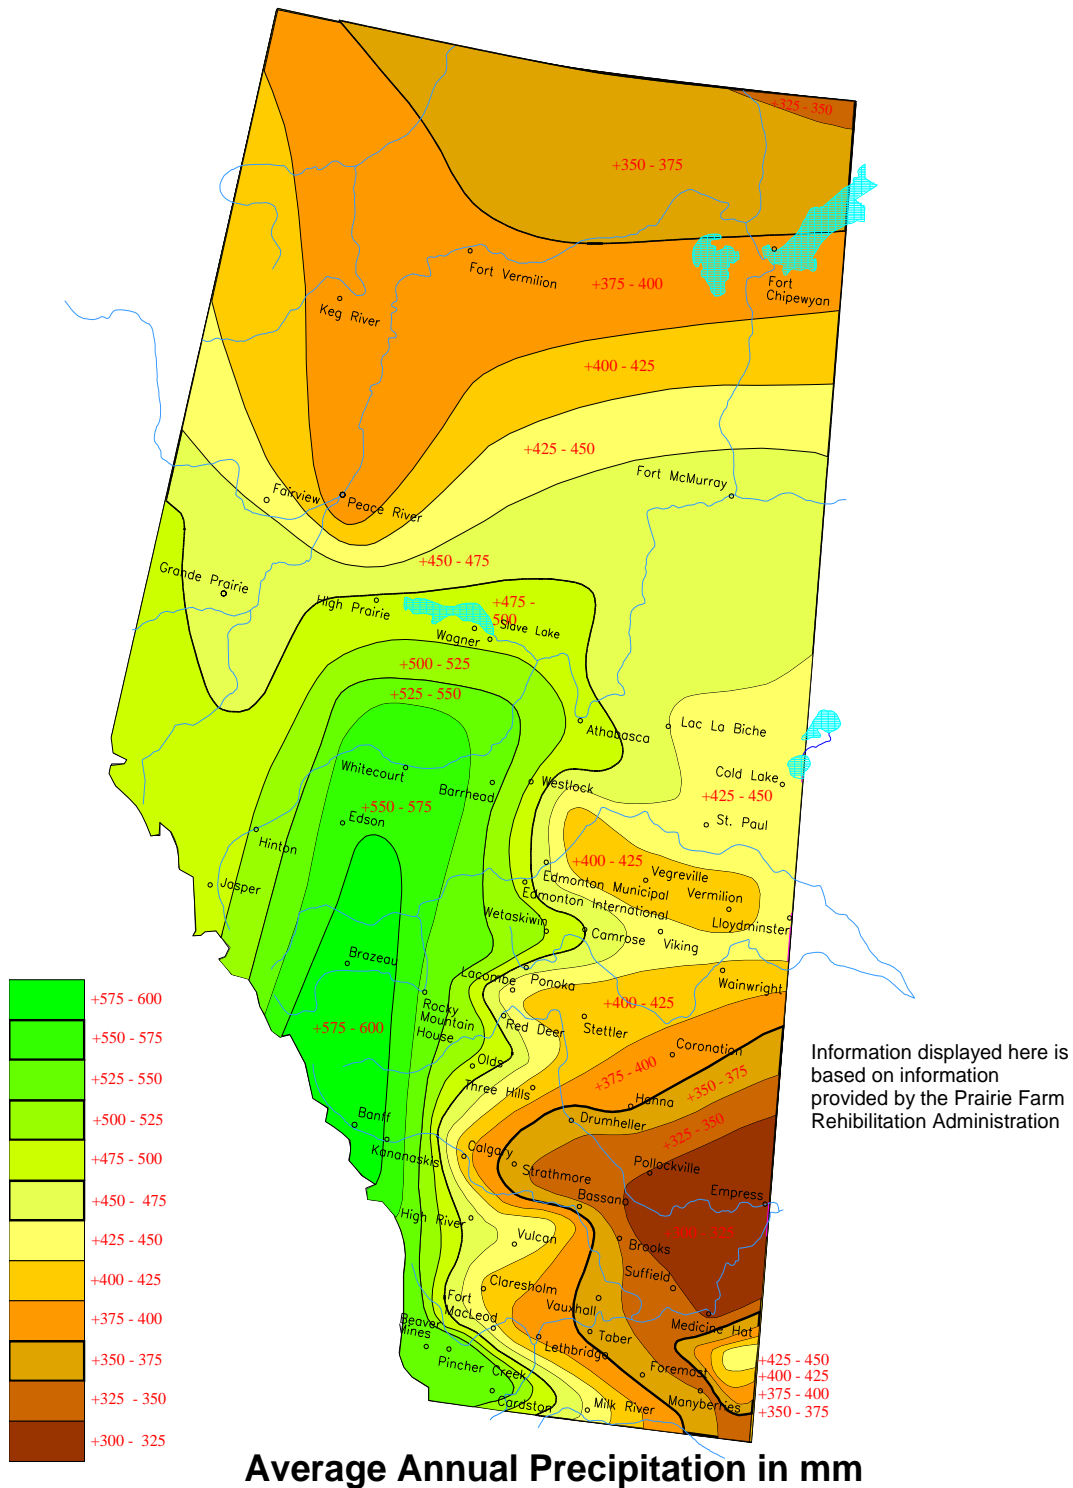 +325 - 350
+350 - 375
Fort Vermilion
+375 - 400
Fort
Chipewyan
Keg River
+400 - 425
+425 - 450
Fort McMurray
Fairview
Peace River
+450 - 475
Grande Prairie
High Prairie
+475 -
500
Slave Lake
Wagner
+500 - 525
+525 - 550
Athabasca
Lac La Biche
Whitecourt
Cold Lake
Barrhead
Westlock
+425 - 450
+550 - 575
Edson
St. Paul
Hinton
+400 - 425
Vegreville
Jasper
Edmonton Municipal
Vermilion
Edmonton International
Lloydminster
Wetaskiwin
Camrose
Viking
Brazeau
Lacombe
Ponoka
Wainwright
Rocky
Mountain
House
+400 - 425
+575 - 600
Red Deer
Stettler
Coronation
Olds
Three Hills
+375 - 400
+350 - 375
Hanna
Banff
Drumheller
+325 - 350
Kananaskis
Calgary
Strathmore
Pollockville
Bassano
Empress
High River
Vulcan
+300 - 325
Brooks
Suffield
Claresholm
Fort
MacLeod
Vauxhall
Beaver
Mines
Medicine Hat
Taber
Lethbridge
Pincher Creek
Foremost
+425 - 450
+400 - 425
+375 - 400
+350 - 375
Cardston
Milk River
Manyberries
+575 - 600
+550 - 575
+525 - 550
+500 - 525
+475 - 500
+450 - 475
+425 - 450
+400 - 425
+375 - 400
+350 - 375
+325 - 350
+300 - 325
Information displayed here is
based on information
provided by the Prairie Farm
Rehibilitation Administration
Average Annual Precipitation in mm